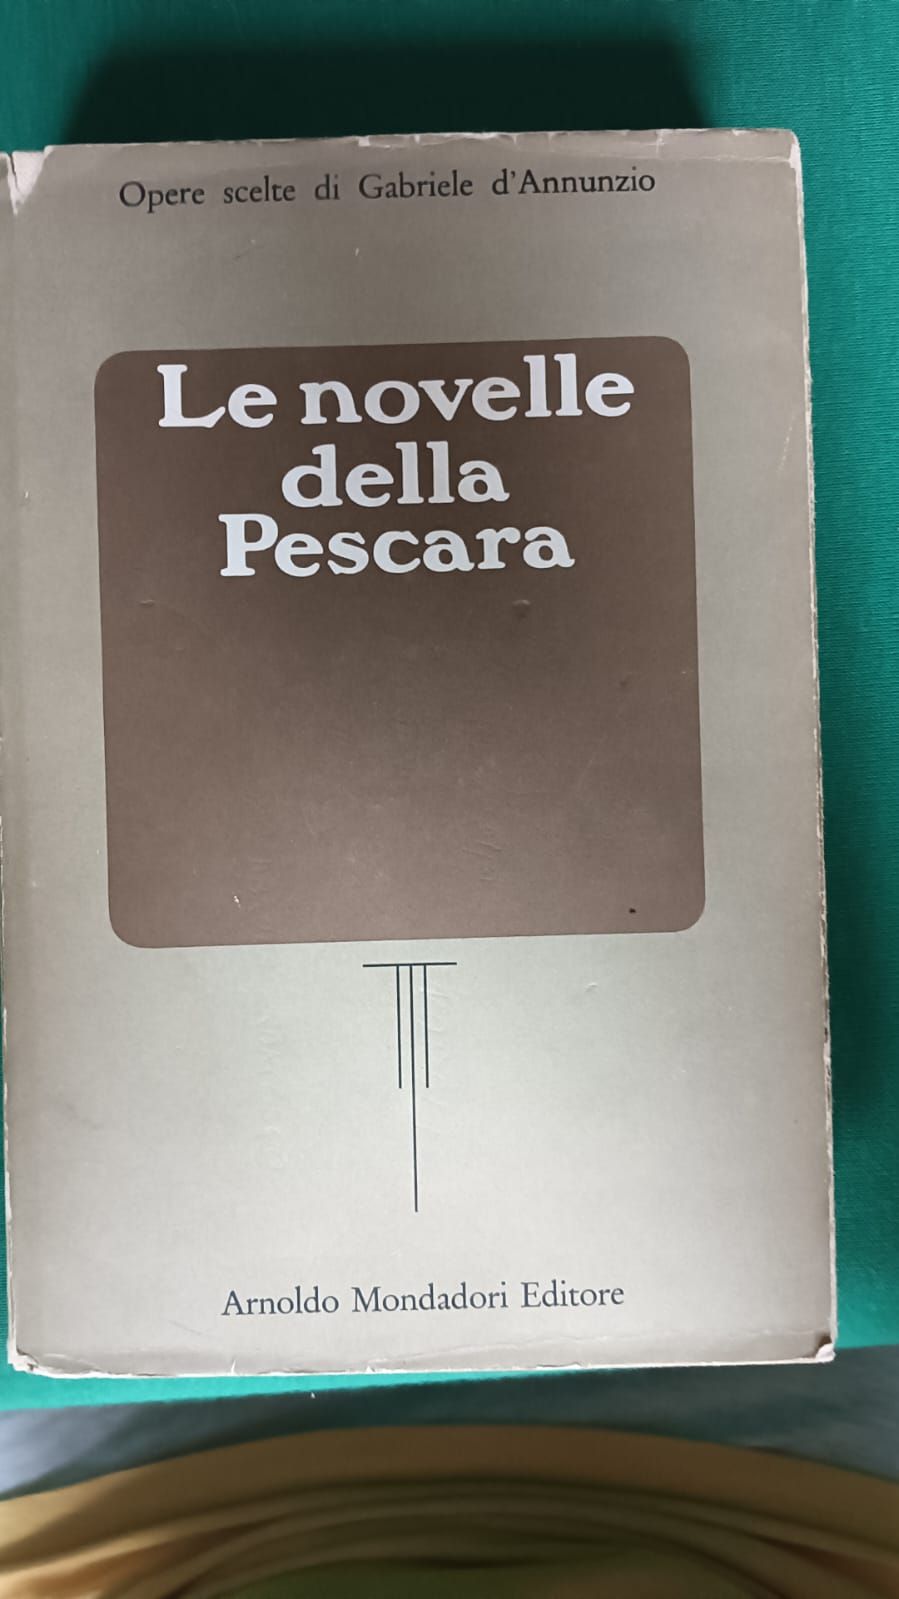 Opere scelte di Gabriele d'Annunzio
Le novelle
della
Pescara
Arnoldo Mondadori Editore